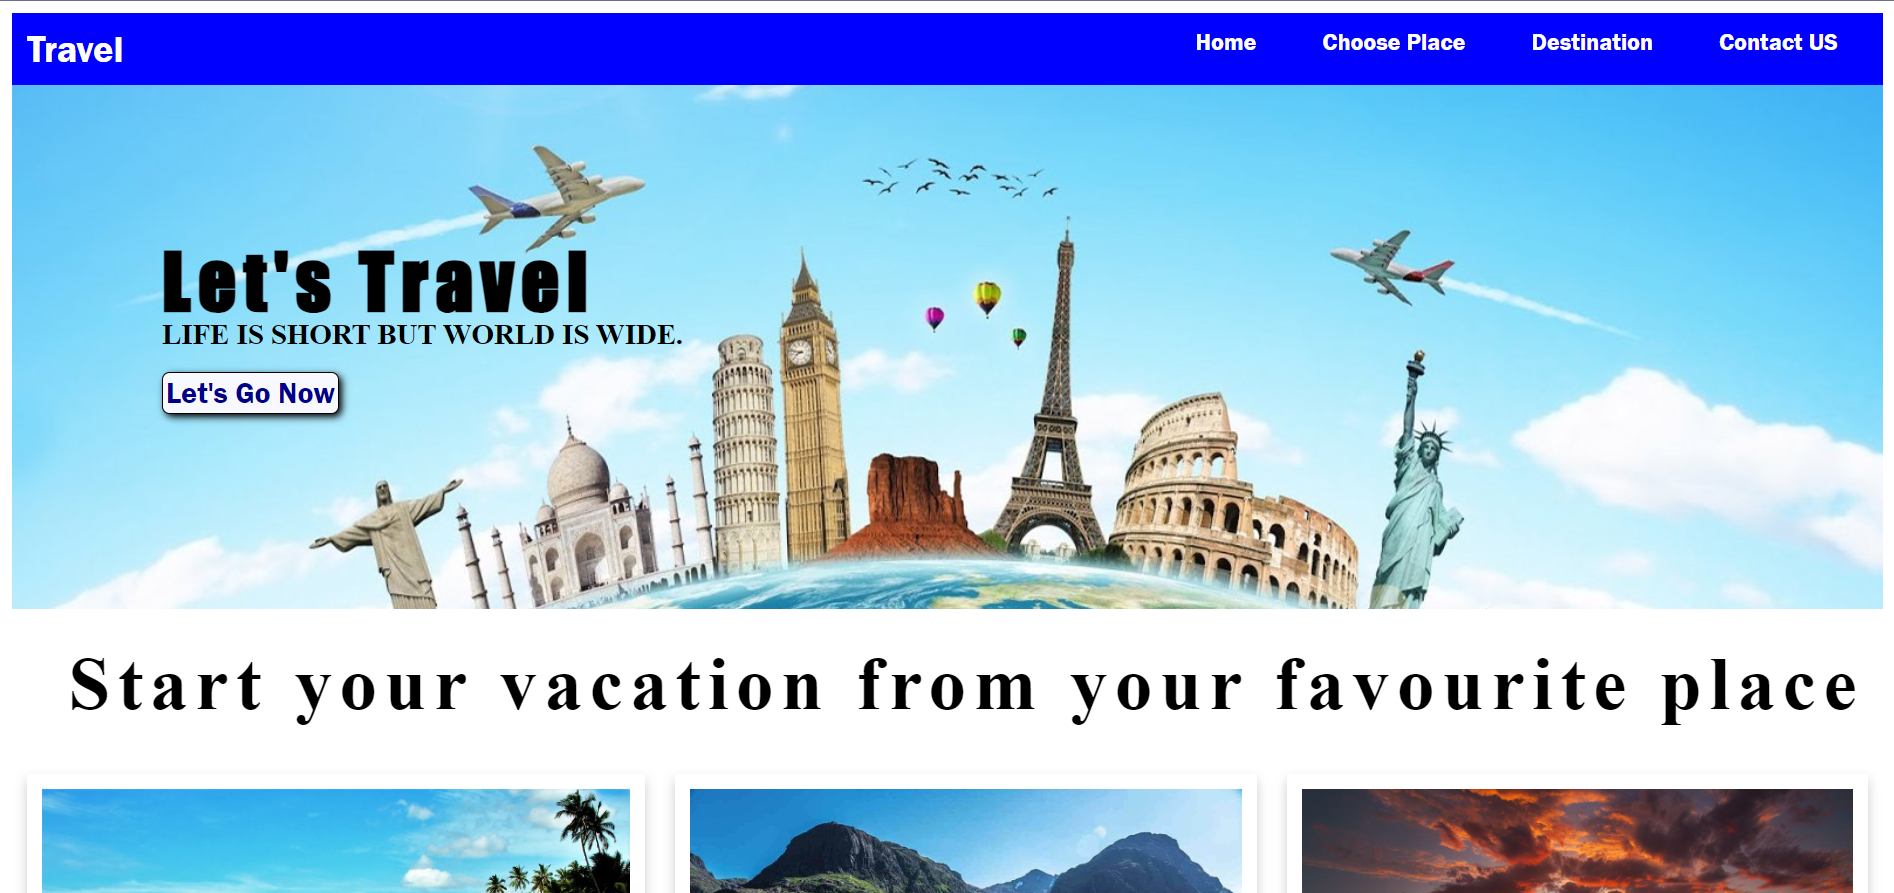 Travel
Home Choose Place Destination Contact US
Let's Travel
LIFE IS SHORT BUT WORLD IS WIDE.
Let's Go Now
Start your vacation from your favourite place